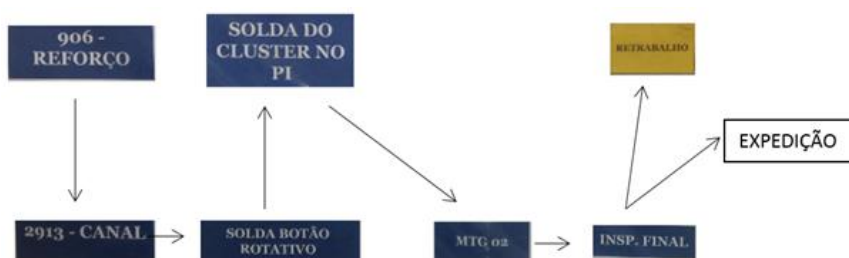 906 -
REFORÇO
SOLDA DO
CLUSTER NO
PI
RETRABALHO
EXPEDIÇÃO
2913 - CANAL
SOLDA BOTÃO
ROTATIVO
MTG 02
INSP. FINAL